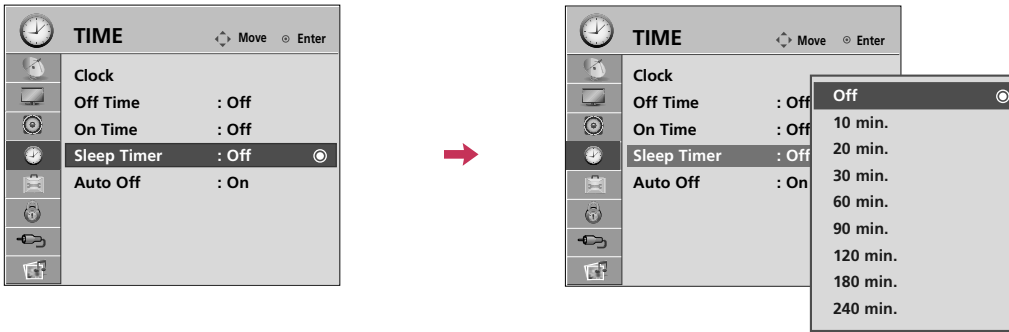 TIME
Move Enter
Clock
Off Time : Off
On Time : Off
Sleep Timer : Off
Auto Off : On
TIME
Move Enter
Clock
Off Time : Off
On Time : Off
Sleep Timer : Off
Auto Off : On
Off
10 min.
20 min.
30 min.
60 min.
90 min.
120 min.
180 min.
240 min.